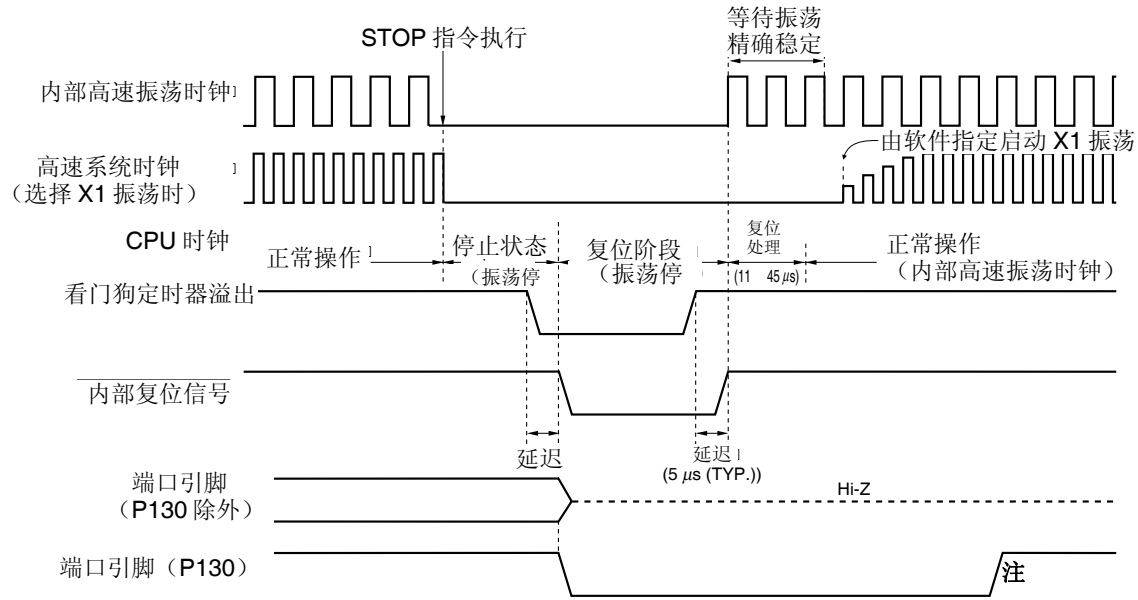 等待振荡
精确稳定
STOP 指令执行
内部高速振荡时钟
由软件指定启动 X1 振荡
高速系统时钟
（选择 X1 振荡时）
CPU 时钟
正常操作
停止状态
（振荡停
复位阶段
（振荡停
复位
处理
(11 45 μs)
正常操作
（内部高速振荡时钟）
看门狗定时器溢出
内部复位信号
延迟
延迟
(5 μs (TYP.))
端口引脚
（P130 除外）
Hi-Z
端口引脚（P130）
注